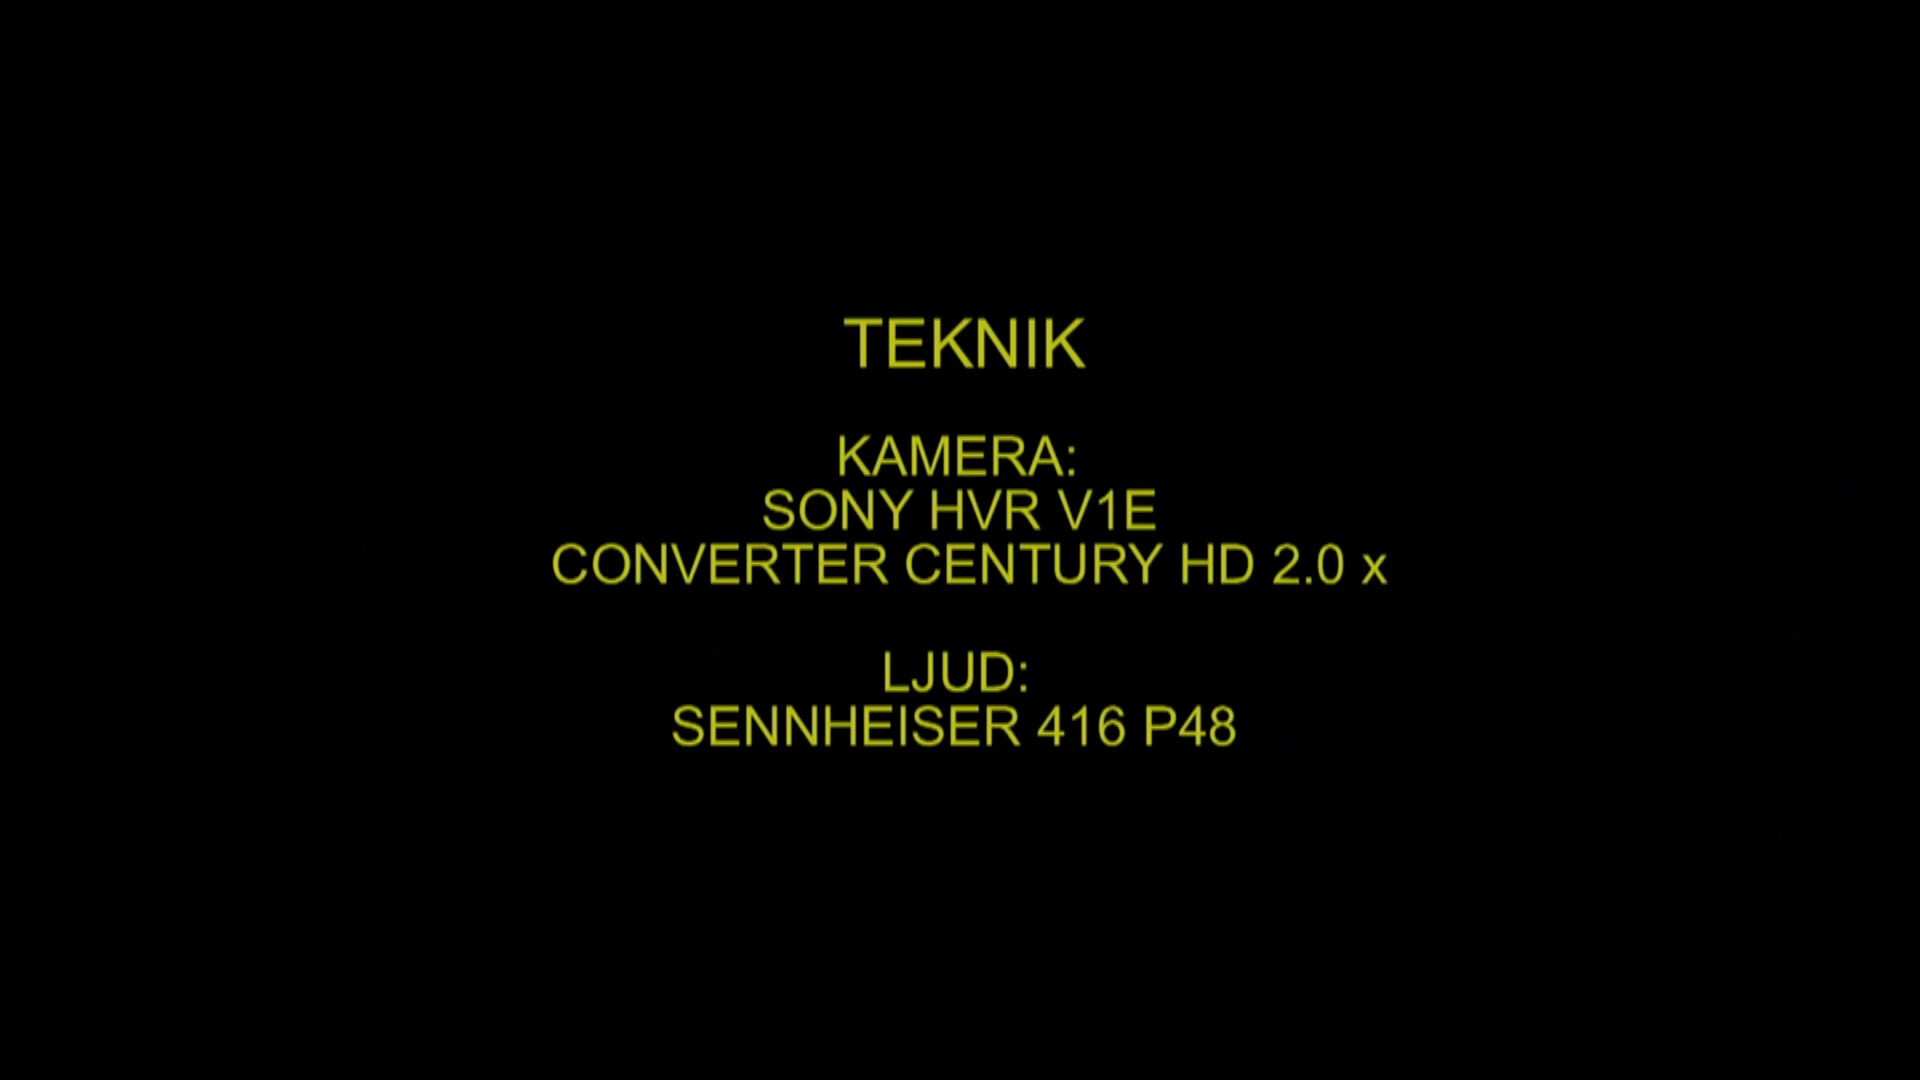 TEKNIK
KAMERA:
SONY HVR V1E
CONVERTER CENTURY HD 2.0 x
LJUD:
SENNHEISER 416 P48